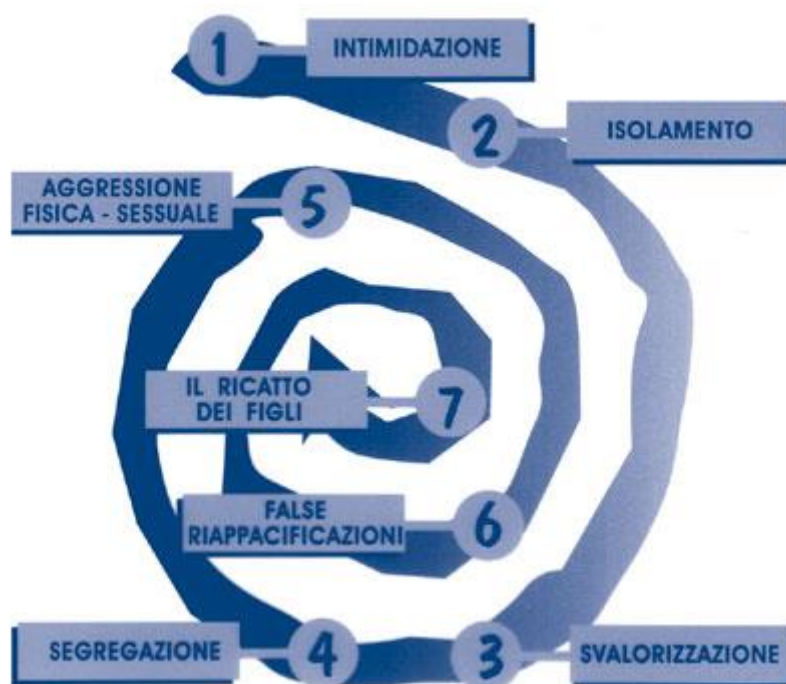 1 INTIMIDAZIONE
2 ISOLAMENTO
AGGRESSIONE
FISICA - SESSUALE 5
IL RICATTO
DEI FIGLI 7
FALSE
RIAPPACIFICAZIONI 6
SEGREGAZIONE 4
3 SVALORIZZAZIONE